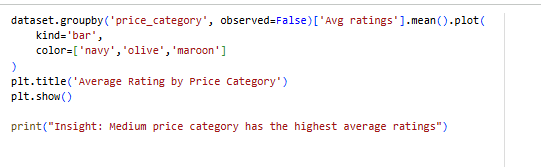 dataset.groupby('price_category', observed=False)['Avg ratings'].mean().plot(
    kind='bar',
    color=['navy','olive','maroon']
)
plt.title('Average Rating by Price Category')
plt.show()

print("Insight: Medium price category has the highest average ratings")